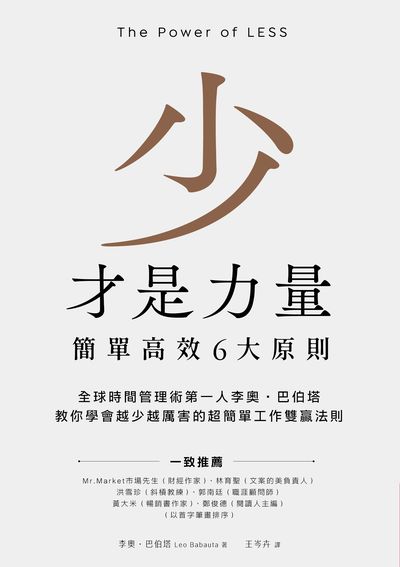 The Power of LESS
少
才是力量
簡單高效6大原則
全球時間管理術第一人李奧・巴伯塔
教你學會越少越厲害的超簡單工作雙贏法則
一致推薦
Mr.Market市場先生(財經作家)、林育聖(文案的美負責人)
洪雪珍(斜槓教練)、郭南廷(職涯顧問師)
黃大米(暢銷書作家)、鄭俊德(閱讀人主編)
(以首字筆畫排序)
李奧・巴伯塔 Leo Babauta 著 王岑卉 譯